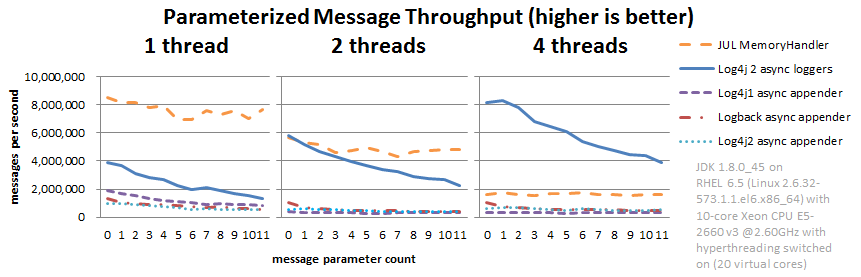 Parameterized Message Throughput (higher is better)
1 thread
2 threads
4 threads
messages per second
10,000,000
8,000,000
6,000,000
4,000,000
2,000,000
0
0 1 2 3 4 5 6 7 8 9 10 11
0 1 2 3 4 5 6 7 8 9 10 11
0 1 2 3 4 5 6 7 8 9 10 11
message parameter count
JUL MemoryHandler
Log4j 2 async loggers
Log4j1 async appender
Logback async appender
Log4j2 async appender
JDK 1.8.0_45 on
RHEL 6.5 (Linux 2.6.32-
573.1.1.el6.x86_64) with
10-core Xeon CPU E5-
2660 v3 @2.60GHz with
hyperthreading switched
on (20 virtual cores)